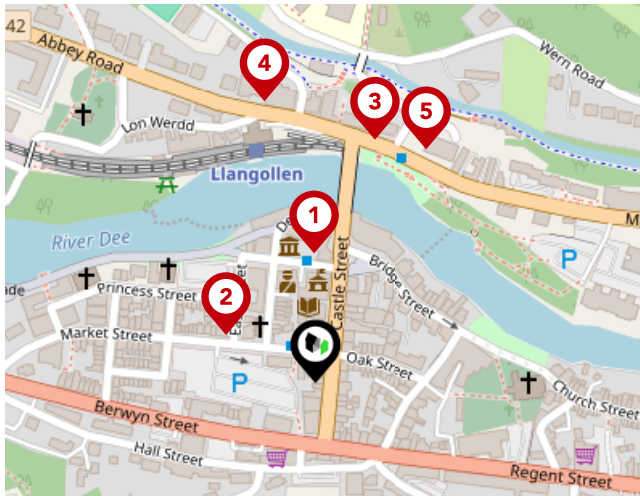 42
Abbey Road
Wern Road
4
3
5
Lon Werdd
Llangollen
1
River Dee
Castle Street
Bridge Street
P
2
Princess Street
Market Street
Oak Street
P
Church Street
Berwyn Street
Hall Street
Regent Street